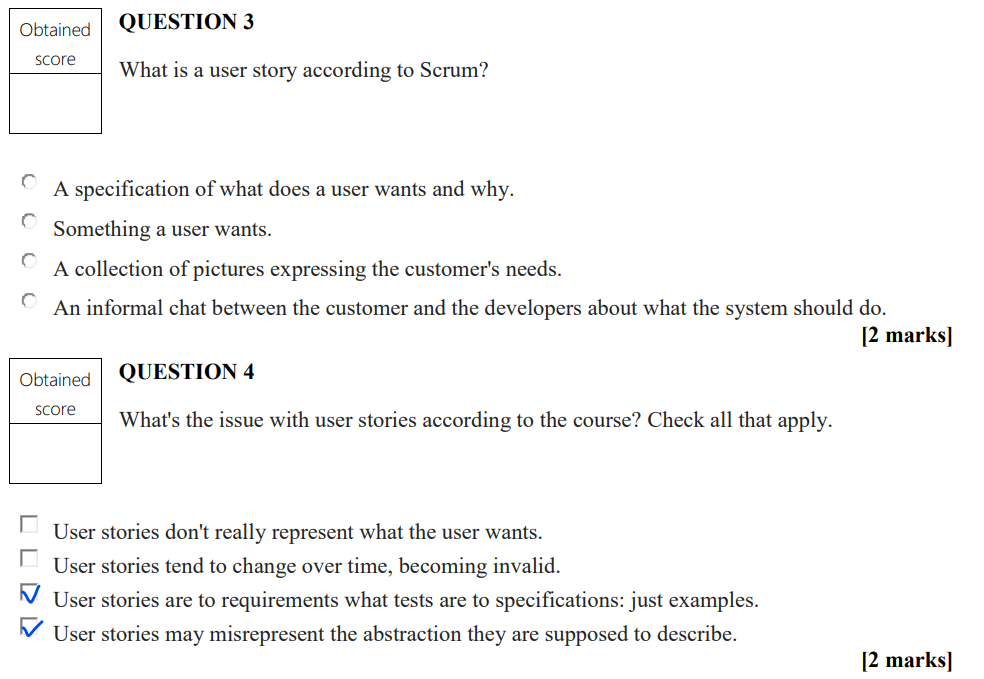 Obtained
score
QUESTION 3
What is a user story according to Scrum?
A specification of what does a user wants and why.
Something a user wants.
A collection of pictures expressing the customer's needs.
An informal chat between the customer and the developers about what the system should do.
[2 marks]
Obtained
score
QUESTION 4
What's the issue with user stories according to the course? Check all that apply.
User stories don't really represent what the user wants.
User stories tend to change over time, becoming invalid.
User stories are to requirements what tests are to specifications: just examples.
User stories may misrepresent the abstraction they are supposed to describe.
[2 marks]